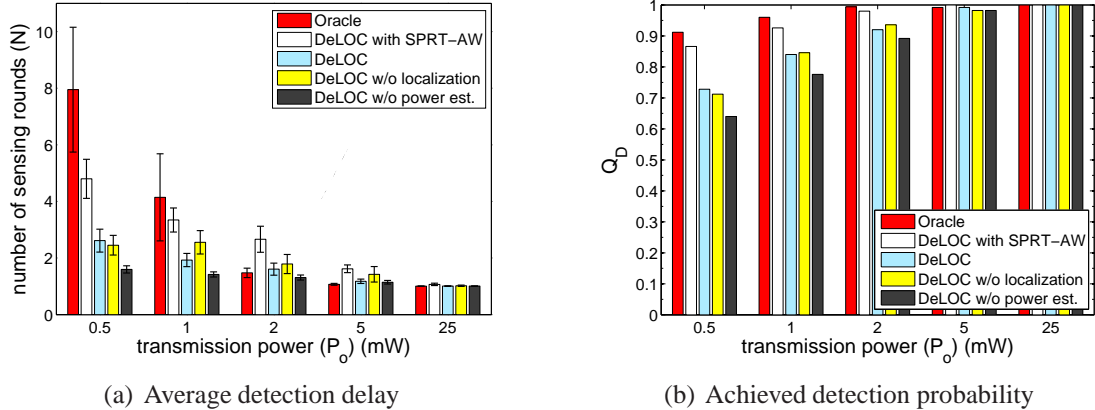 10
8
6
4
2
0
number of sensing rounds (N)
Oracle
DeLOC with SPRT−AW
DeLOC
DeLOC w/o localization
DeLOC w/o power est.
0.5 1 2 5 25
transmission power (P_o) (mW)
(a) Average detection delay
1
0.9
0.8
0.7
0.6
0.5
0.4
0.3
0.2
0.1
0
Q_D
Oracle
DeLOC with SPRT−AW
DeLOC
DeLOC w/o localization
DeLOC w/o power est.
0.5 1 2 5 25
transmission power (P_o) (mW)
(b) Achieved detection probability